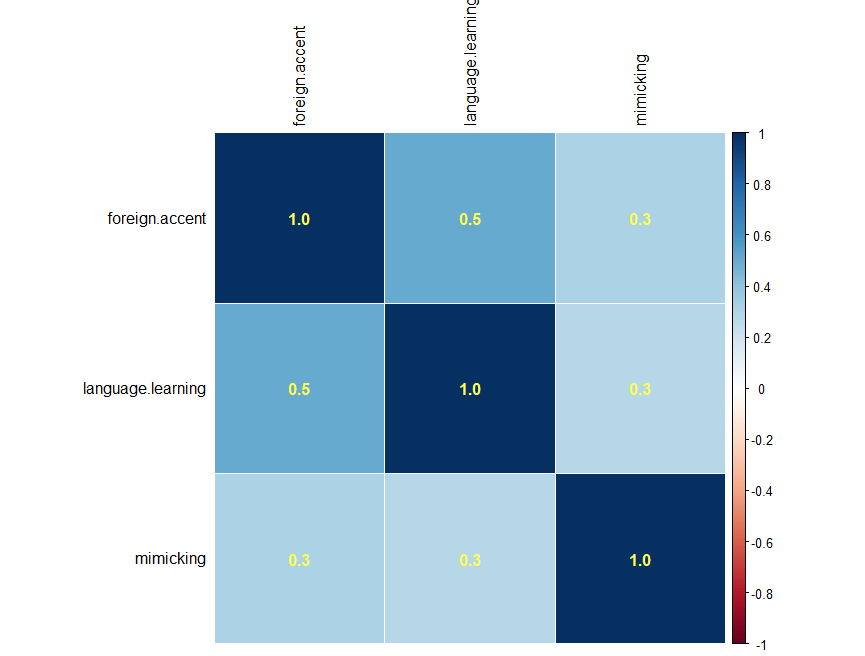 foreign.accent
language.learning
mimicking
foreign.accent 1.0 0.5 0.3
language.learning 0.5 1.0 0.3
mimicking 0.3 0.3 1.0
1
0.8
0.6
0.4
0.2
0
-0.2
-0.4
-0.6
-0.8
-1